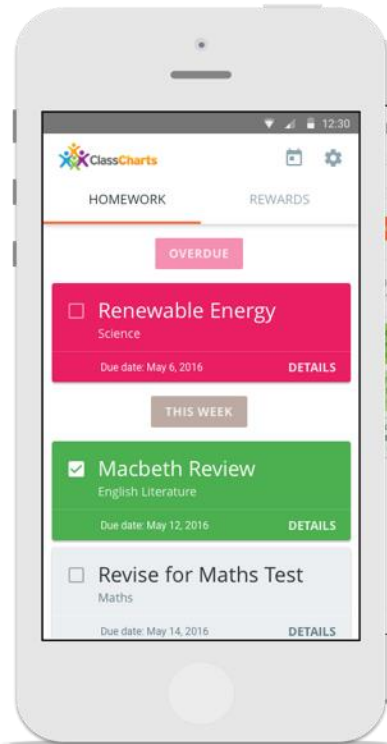 12:30
ClassCharts
HOMEWORK REWARDS
OVERDUE
Renewable Energy
Science
Due date: May 6, 2016 DETAILS
THIS WEEK
Macbeth Review
English Literature
Due date: May 12, 2016 DETAILS
Revise for Maths Test
Maths
Due date: May 14, 2016 DETAILS